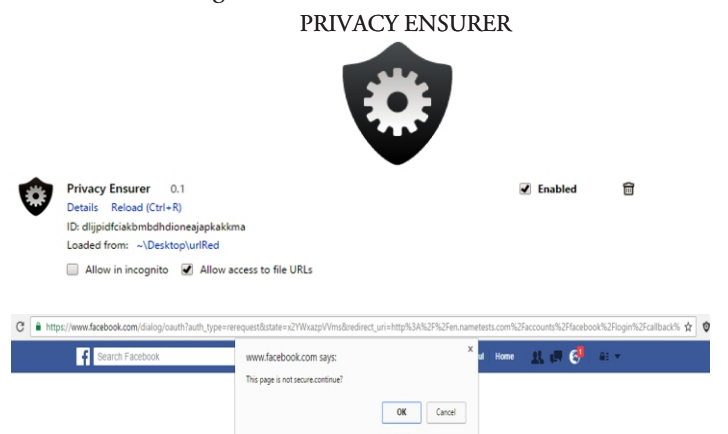 PRIVACY ENSURER
Privacy Ensurer 0.1
Enabled
Details Reload (Ctrl+R)
ID: dlijpidfciakbmbdhdioneajapkakkma
Loaded from: ~\Desktop\urlRed
Allow in incognito Allow access to file URLs
https://www.facebook.com/dialog/oauth?auth_type=rerequest&state=x2YWxazpVVms&redirect_uri=http%3A%2F%2Fen.nametests.com%2Faccounts%2Ffacebook%2Flogin%2Fcallback%
Search Facebook
Home
1
www.facebook.com says:
x
This page is not secure.continue?
OK Cancel